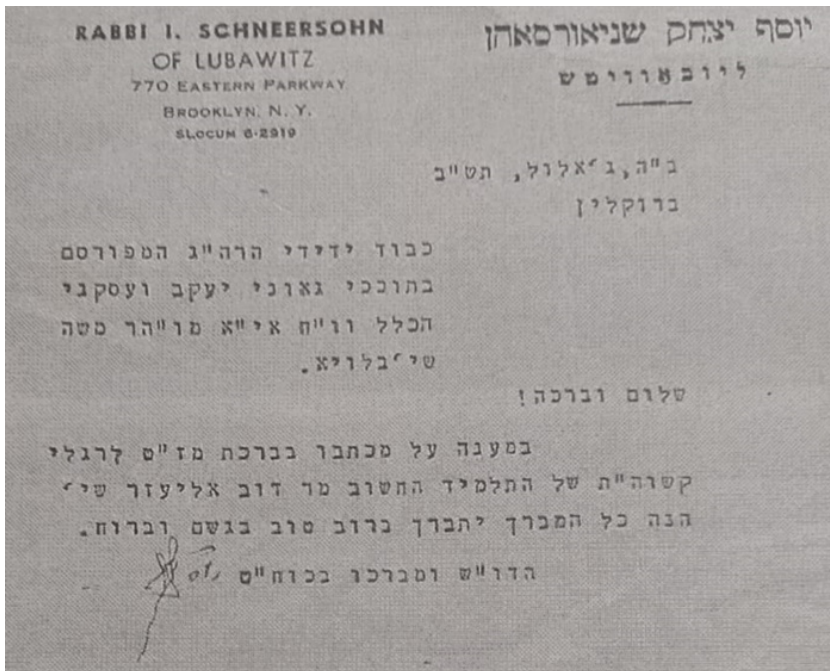 RABBI I. SCHNEERSOHN
OF LUBAWITZ
770 EASTERN PARKWAY
BROOKLYN, N. Y.
SLOCUM 6-2919
יוסף יצחק שניאורסאהן
ליובאוויטש
ב"ה, ג' אלול, תש"ב
ברוקלין
כבוד ידידי הרה"ג המפורסם
בתוככי גאוני יעקב ועסקני
הכלל וו"ח אי"א מו"הר משה
שי' בלויא.
שלום וברכה!
במענה על מכתבו בברכת מז"ט לרגלי
קשוה"ת של התלמיד החשוב מר דוב אליעזר שי'
הנה כל המברך יתברך ברוב טוב בגשם וברוח.
הדו"ש ומברכו בכוח"ט